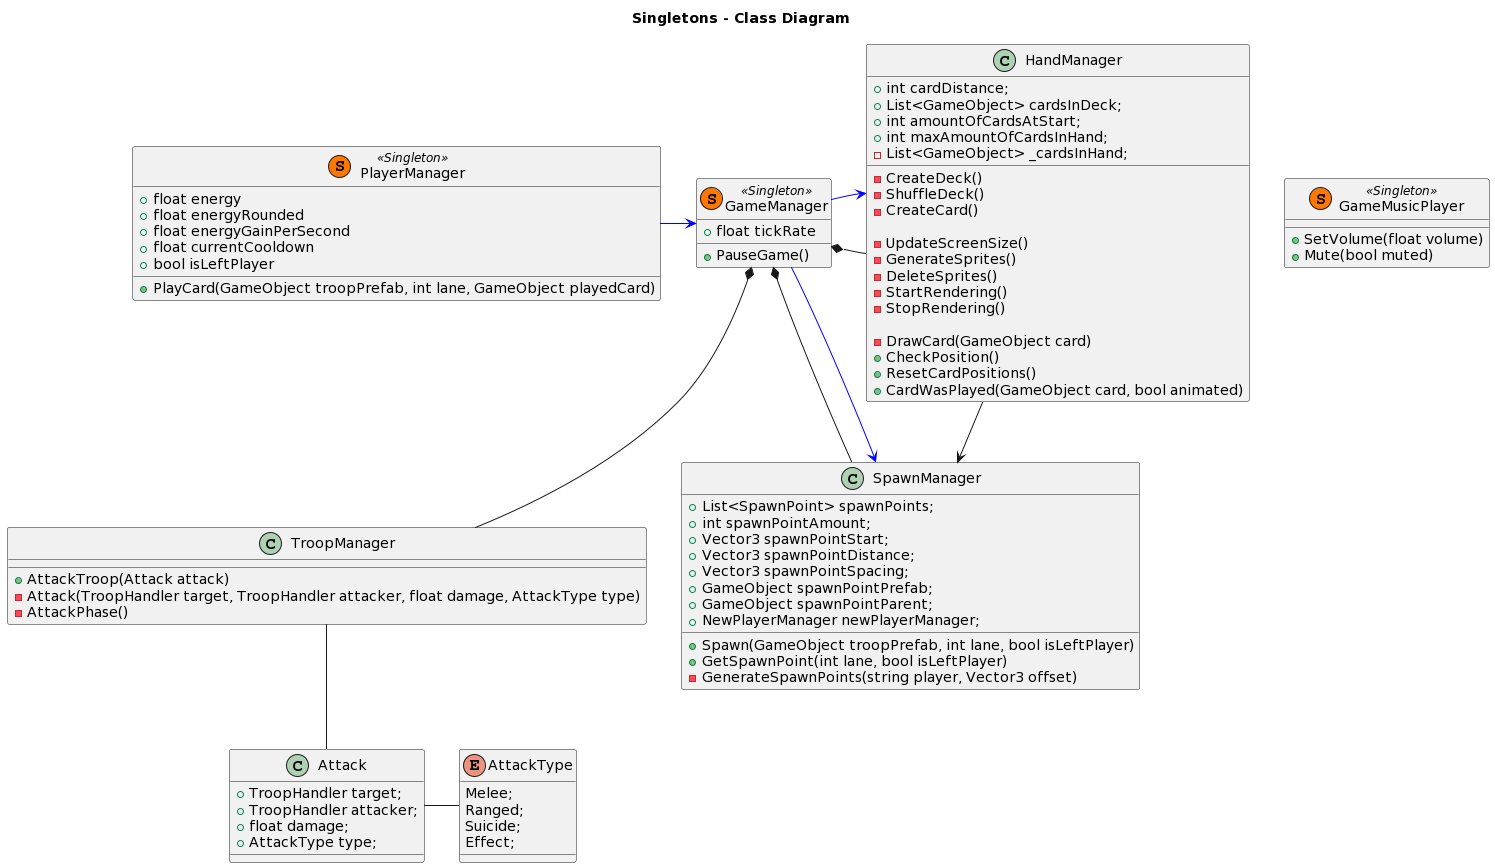 Singletons - Class Diagram
C HandManager
int cardDistance;
List<GameObject> cardsInDeck;
int amountOfCardsAtStart;
int maxAmountOfCardsInHand;
List<GameObject> _cardsInHand;
CreateDeck()
ShuffleDeck()
CreateCard()
UpdateScreenSize()
GenerateSprites()
DeleteSprites()
StartRendering()
StopRendering()
DrawCard(GameObject card)
CheckPosition()
ResetCardPositions()
CardWasPlayed(GameObject card, bool animated)
«Singleton»
S PlayerManager
float energy
float energyRounded
float energyGainPerSecond
float currentCooldown
bool isLeftPlayer
PlayCard(GameObject troopPrefab, int lane, GameObject playedCard)
«Singleton»
S GameManager
float tickRate
PauseGame()
«Singleton»
S GameMusicPlayer
SetVolume(float volume)
Mute(bool muted)
C SpawnManager
List<SpawnPoint> spawnPoints;
int spawnPointAmount;
Vector3 spawnPointStart;
Vector3 spawnPointDistance;
Vector3 spawnPointSpacing;
GameObject spawnPointPrefab;
GameObject spawnPointParent;
NewPlayerManager newPlayerManager;
Spawn(GameObject troopPrefab, int lane, bool isLeftPlayer)
GetSpawnPoint(int lane, bool isLeftPlayer)
GenerateSpawnPoints(string player, Vector3 offset)
C TroopManager
AttackTroop(Attack attack)
Attack(TroopHandler target, TroopHandler attacker, float damage, AttackType type)
AttackPhase()
C Attack
TroopHandler target;
TroopHandler attacker;
float damage;
AttackType type;
E AttackType
Melee;
Ranged;
Suicide;
Effect;